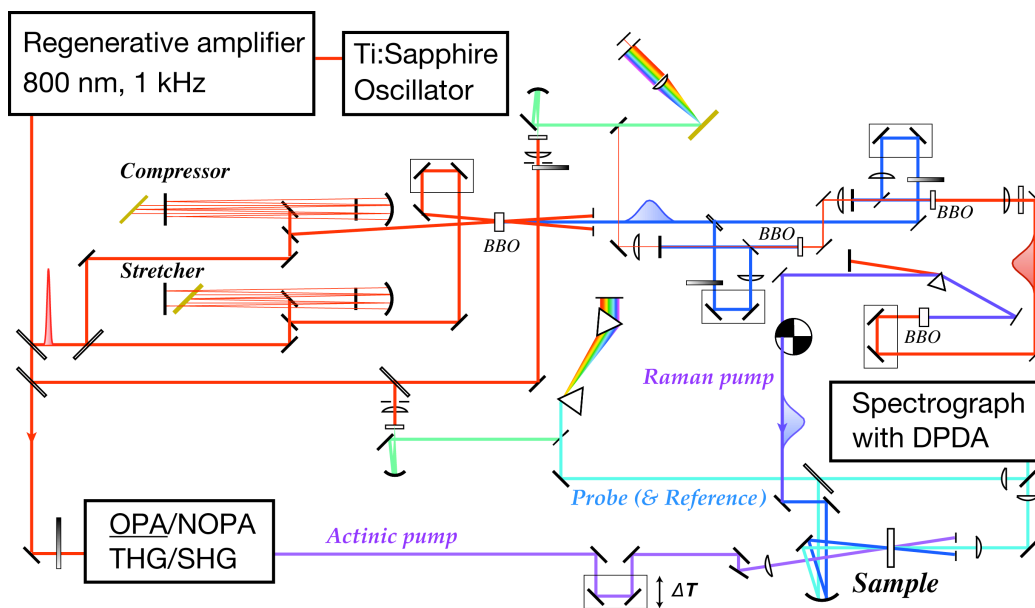 Regenerative amplifier
800 nm, 1 kHz
Ti:Sapphire
Oscillator
Compressor
Stretcher
BBO
BBO
BBO
BBO
Raman pump
Spectrograph
with DPDA
Probe (& Reference)
OPA/NOPA
THG/SHG
Actinic pump
ΔT
Sample